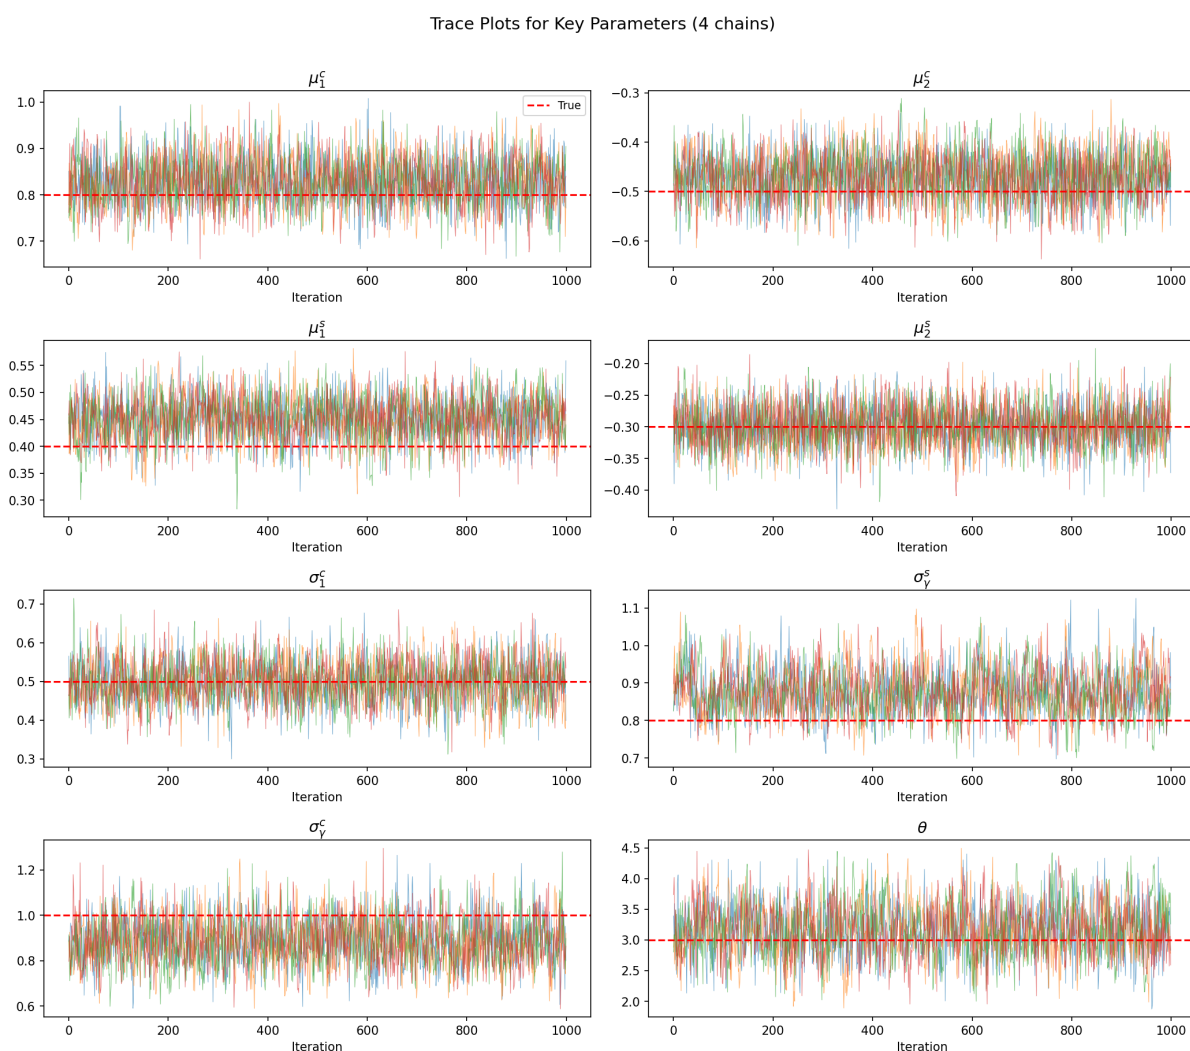 Trace Plots for Key Parameters (4 chains)
μ₁ᶜ
1.0
0.9
0.8
0.7
True
0 200 400 600 800 1000
Iteration
μ₂ᶜ
−0.3
−0.4
−0.5
−0.6
0 200 400 600 800 1000
Iteration
μ₁ˢ
0.55
0.50
0.45
0.40
0.35
0.30
0 200 400 600 800 1000
Iteration
μ₂ˢ
−0.20
−0.25
−0.30
−0.35
−0.40
0 200 400 600 800 1000
Iteration
σ₁ᶜ
0.7
0.6
0.5
0.4
0.3
0 200 400 600 800 1000
Iteration
σᵧˢ
1.1
1.0
0.9
0.8
0.7
0 200 400 600 800 1000
Iteration
σᵧᶜ
1.2
1.0
0.8
0.6
0 200 400 600 800 1000
Iteration
θ
4.5
4.0
3.5
3.0
2.5
2.0
0 200 400 600 800 1000
Iteration